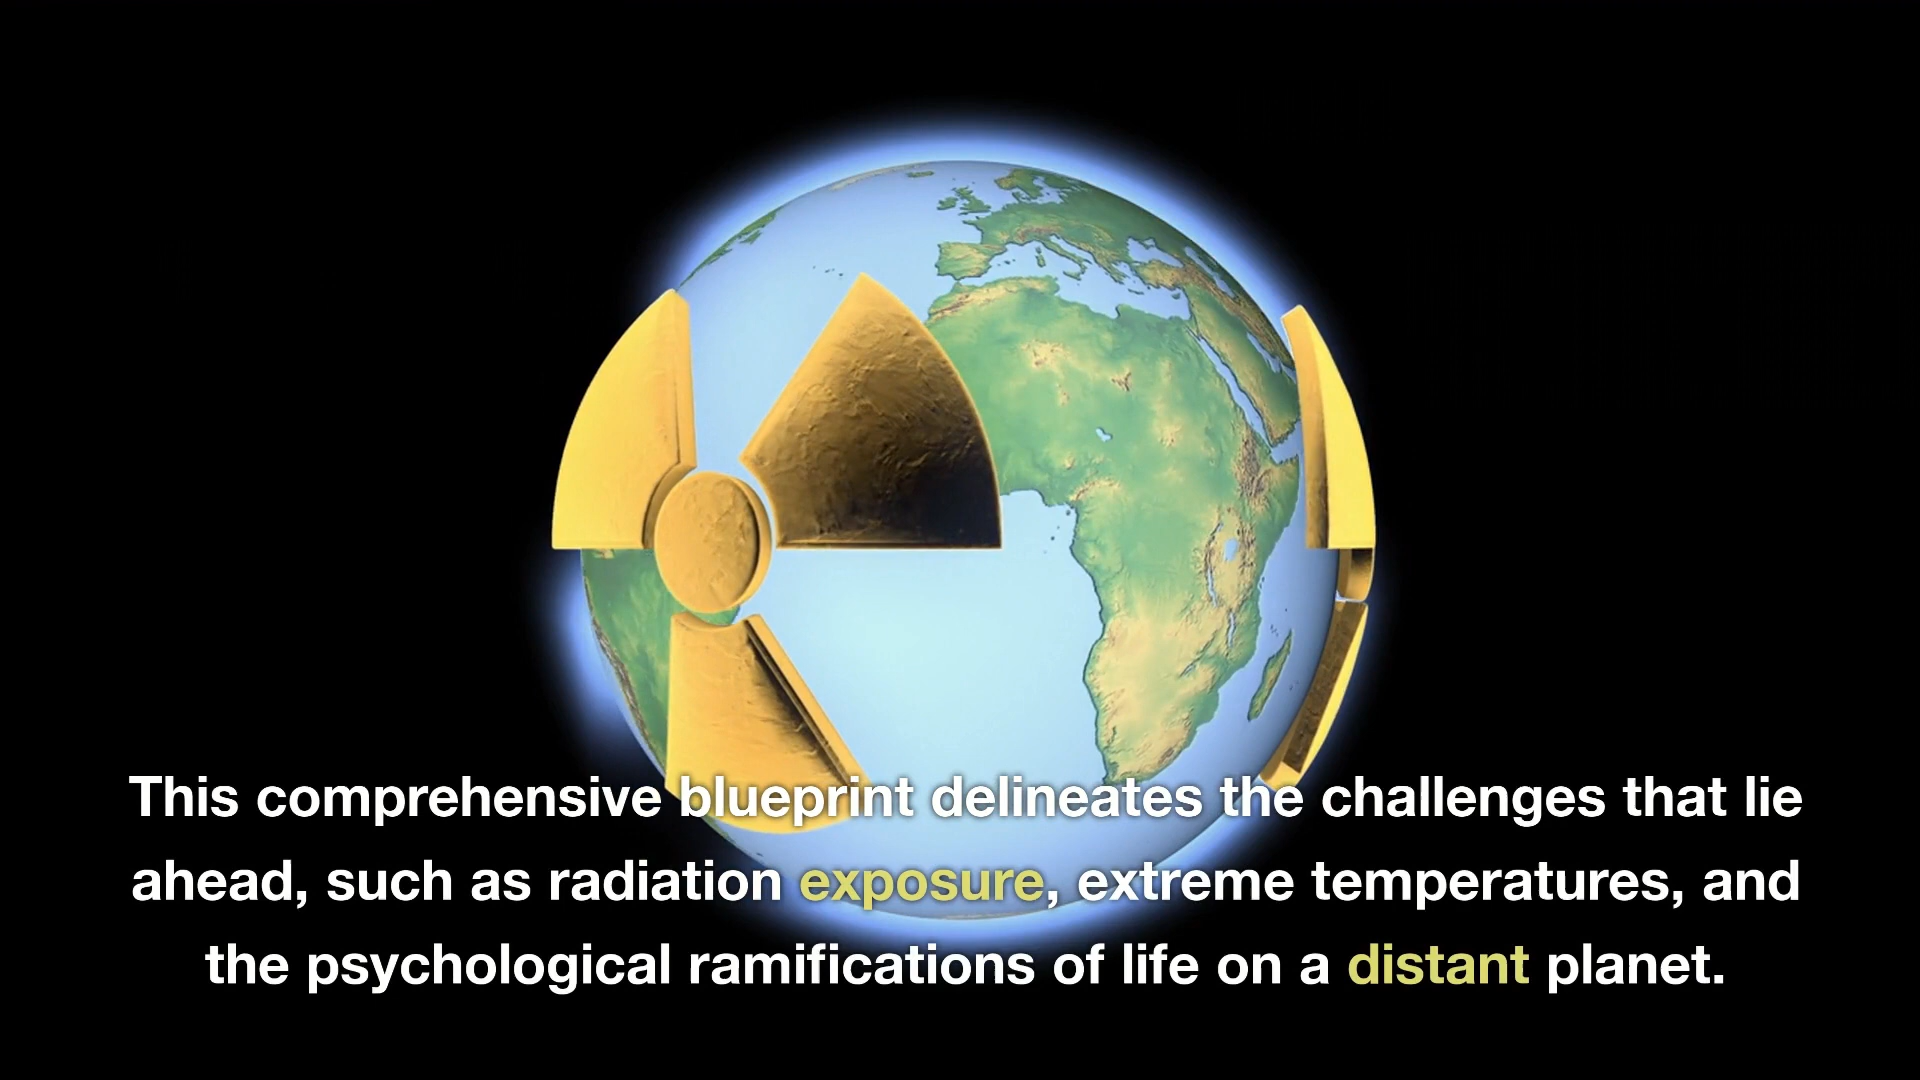 This comprehensive blueprint delineates the challenges that lie
ahead, such as radiation exposure, extreme temperatures, and
the psychological ramifications of life on a distant planet.